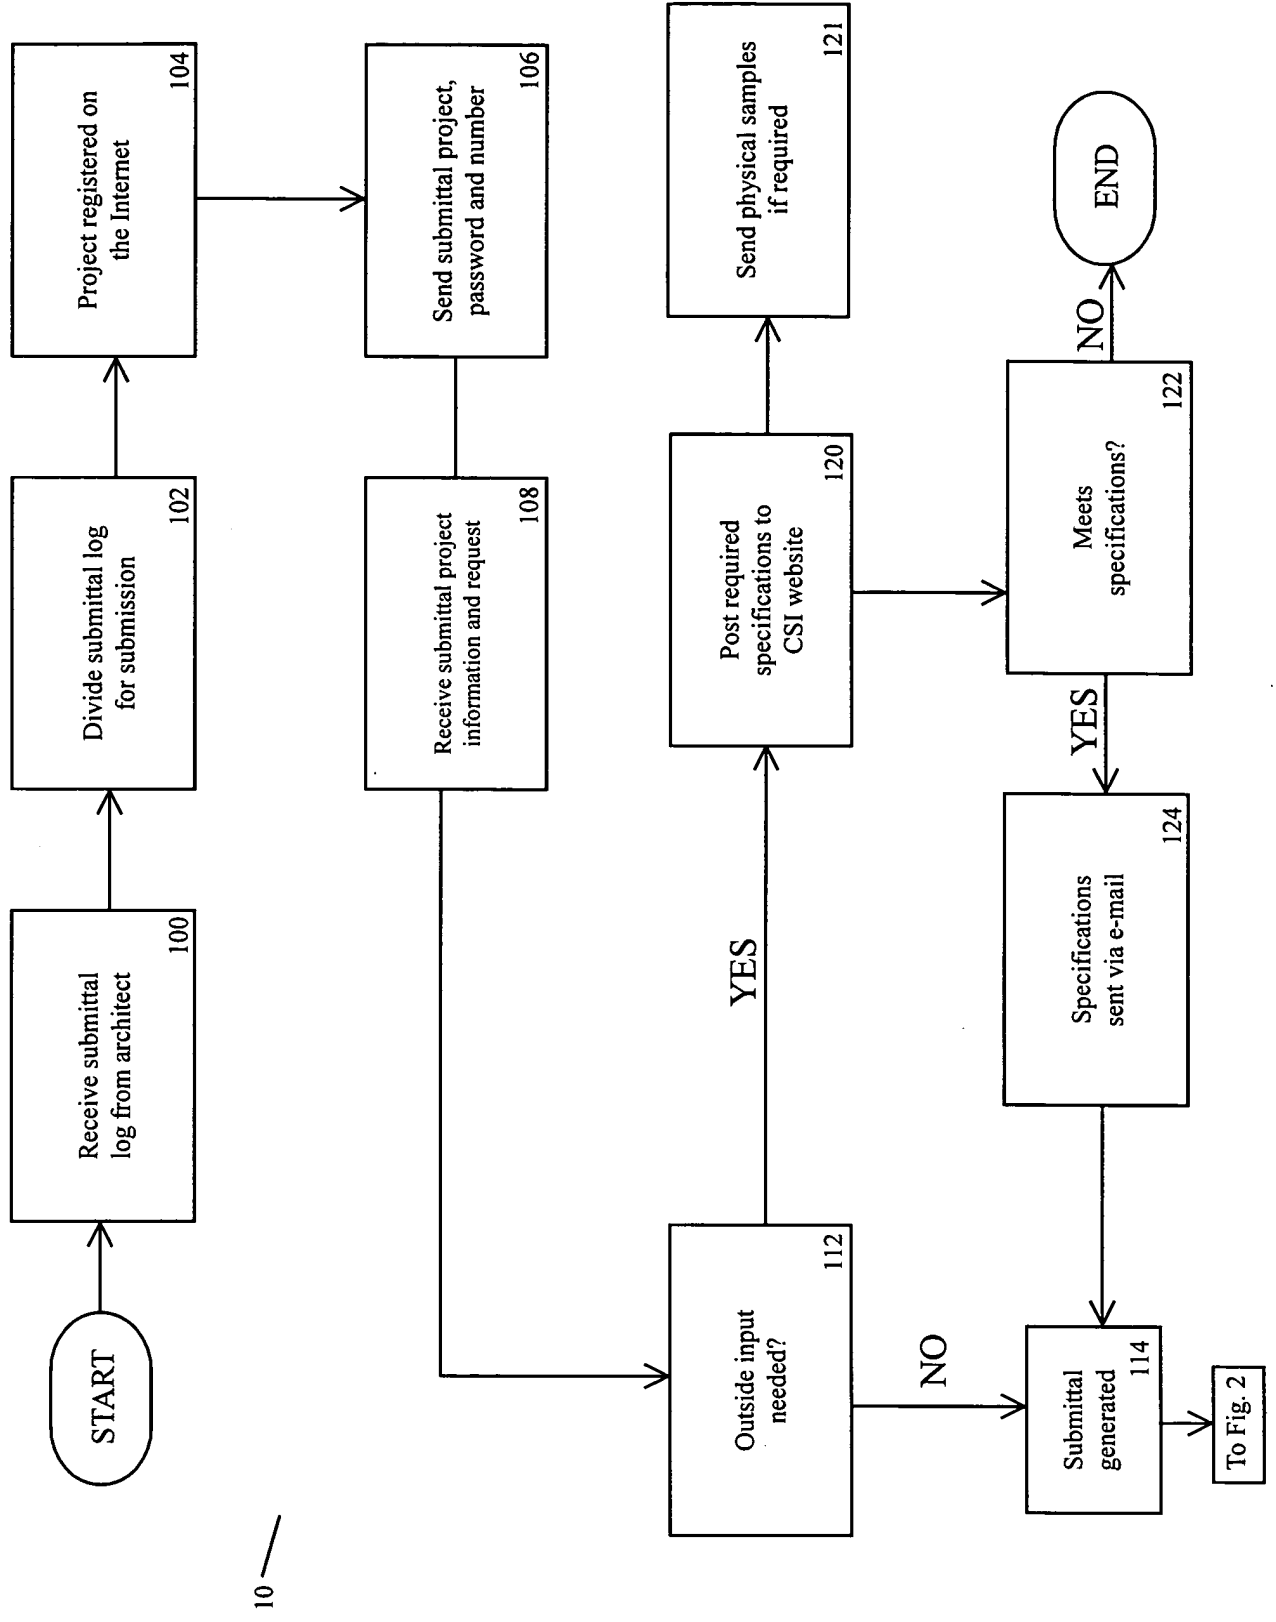 START
Receive submittal
log from architect
100
Divide submittal log
for submission
102
Project registered on
the Internet
104
10
Receive submittal project
information and request
108
Send submittal project,
password and number
106
Outside input
needed?
112
YES
Post required
specifications to
CSI website
120
Send physical samples
if required
121
NO
Submittal
generated
114
Specifications
sent via e-mail
124
YES
Meets
specifications?
122
NO
END
To Fig. 2